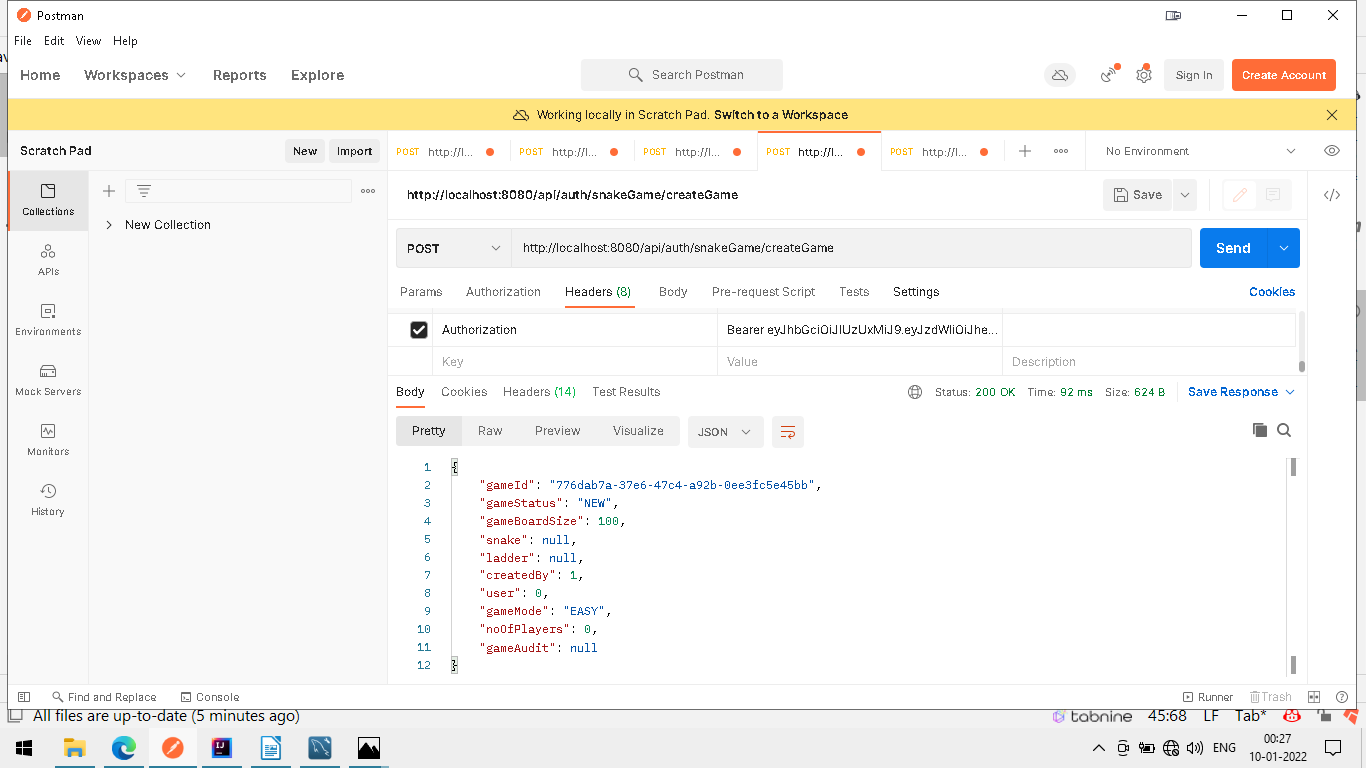 Postman
File Edit View Help
Home Workspaces Reports Explore Search Postman Sign In Create Account
Working locally in Scratch Pad. Switch to a Workspace
Scratch Pad New Import
POST http://l... POST http://l... POST http://l... POST http://l... POST http://l... No Environment
Collections
APIs
Environments
Mock Servers
Monitors
History
New Collection
http://localhost:8080/api/auth/snakeGame/createGame Save
POST http://localhost:8080/api/auth/snakeGame/createGame Send
Params Authorization Headers (8) Body Pre-request Script Tests Settings Cookies
Authorization Bearer eyJhbGciOiJIUzUxMiJ9.eyJzdWIiOiJhe...
Key Value Description
Body Cookies Headers (14) Test Results Status: 200 OK Time: 92 ms Size: 624 B Save Response
Pretty Raw Preview Visualize JSON
1 {
2 "gameId": "776dab7a-37e6-47c4-a92b-0ee3fc5e45bb",
3 "gameStatus": "NEW",
4 "gameBoardSize": 100,
5 "snake": null,
6 "ladder": null,
7 "createdBy": 1,
8 "user": 0,
9 "gameMode": "EASY",
10 "noOfPlayers": 0,
11 "gameAudit": null
12 }
Find and Replace Console Runner Trash
All files are up-to-date (5 minutes ago) tabnine 45:68 LF Tab*
ENG 00:27
10-01-2022